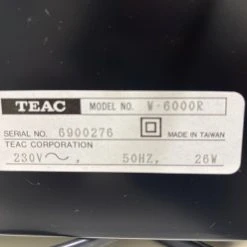 TEAC MODEL NO. W-6000R
SERIAL NO. 6900276 MADE IN TAIWAN
TEAC CORPORATION
230V~, 50HZ, 26W